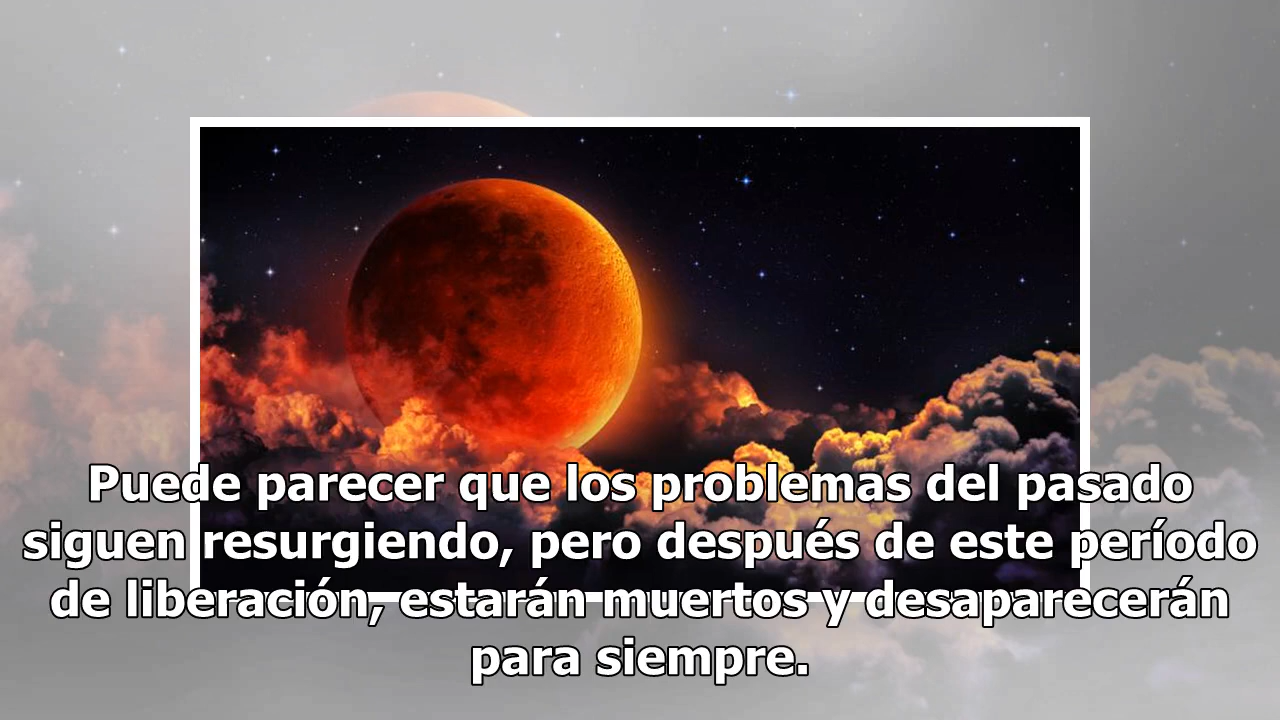 Puede parecer que los problemas del pasado
siguen resurgiendo, pero después de este período
de liberación, estarán muertos y desaparecerán
para siempre.